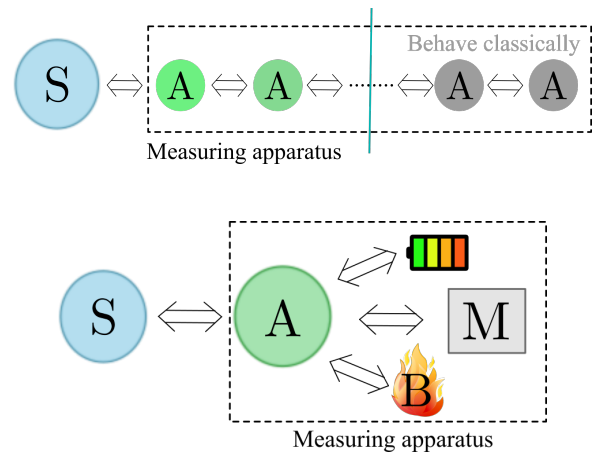 Behave classically
S A A A A
Measuring apparatus
S A M
B
Measuring apparatus